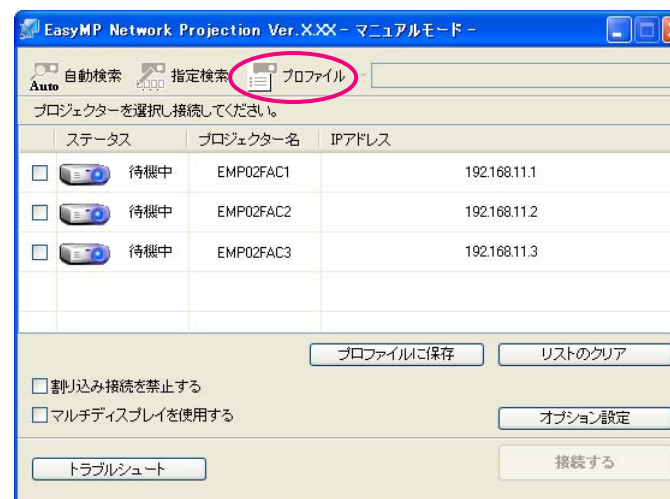 EasyMP Network Projection Ver.X.XX - マニュアルモード -
Auto 自動検索 指定検索 プロファイル
プロジェクターを選択し接続してください。
ステータス プロジェクター名 IPアドレス
待機中 EMP02FAC1 192.168.11.1
待機中 EMP02FAC2 192.168.11.2
待機中 EMP02FAC3 192.168.11.3
プロファイルに保存 リストのクリア
割り込み接続を禁止する
マルチディスプレイを使用する オプション設定
トラブルシュート 接続する